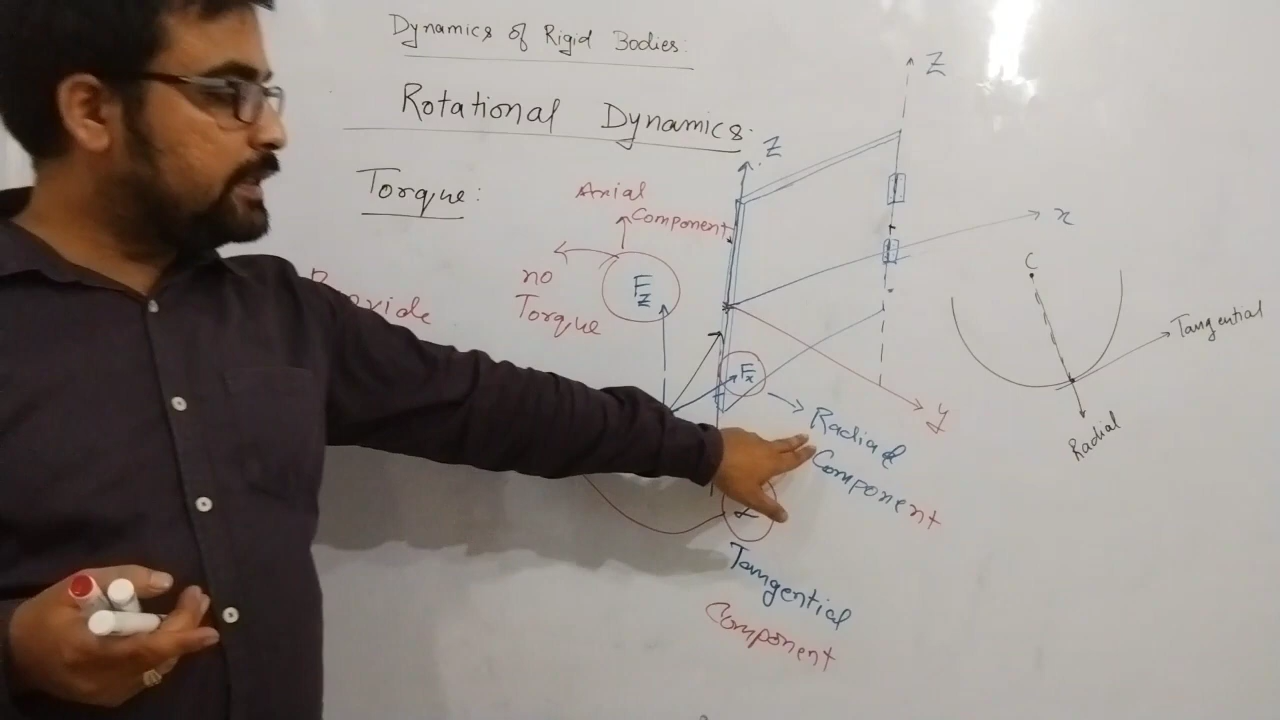 Dynamics of Rigid Bodies:
Rotational Dynamics:
Torque:
Axial
Component
no
Torque
Fz
Z
Z
x
y
Fx
Radial
Component
Tangential
Component
C
Tangential
Radial